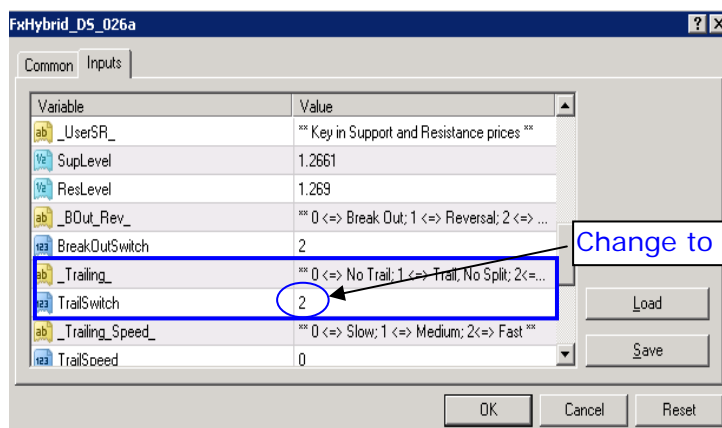 FxHybrid_DS_026a
Common Inputs
Variable Value
_UserSR_ ** Key in Support and Resistance prices **
SupLevel 1.2661
ResLevel 1.269
_BOut_Rev_ ** 0 <=> Break Out; 1 <=> Reversal; 2 <=> ...
BreakOutSwitch 2
Change to
_Trailing_ ** 0 <=> No Trail; 1 <=> Trail, No Split; 2<=...
TrailSwitch 2
Load
_Trailing_Speed_ ** 0 <=> Slow; 1 <=> Medium; 2<=> Fast **
Save
TrailSpeed 0
OK Cancel Reset